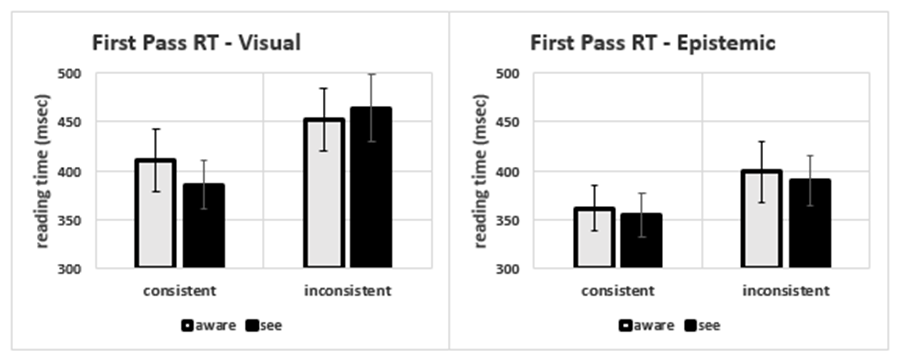 First Pass RT - Visual
reading time (msec)
500
450
400
350
300
consistent inconsistent
aware see
First Pass RT - Epistemic
reading time (msec)
500
450
400
350
300
consistent inconsistent
aware see